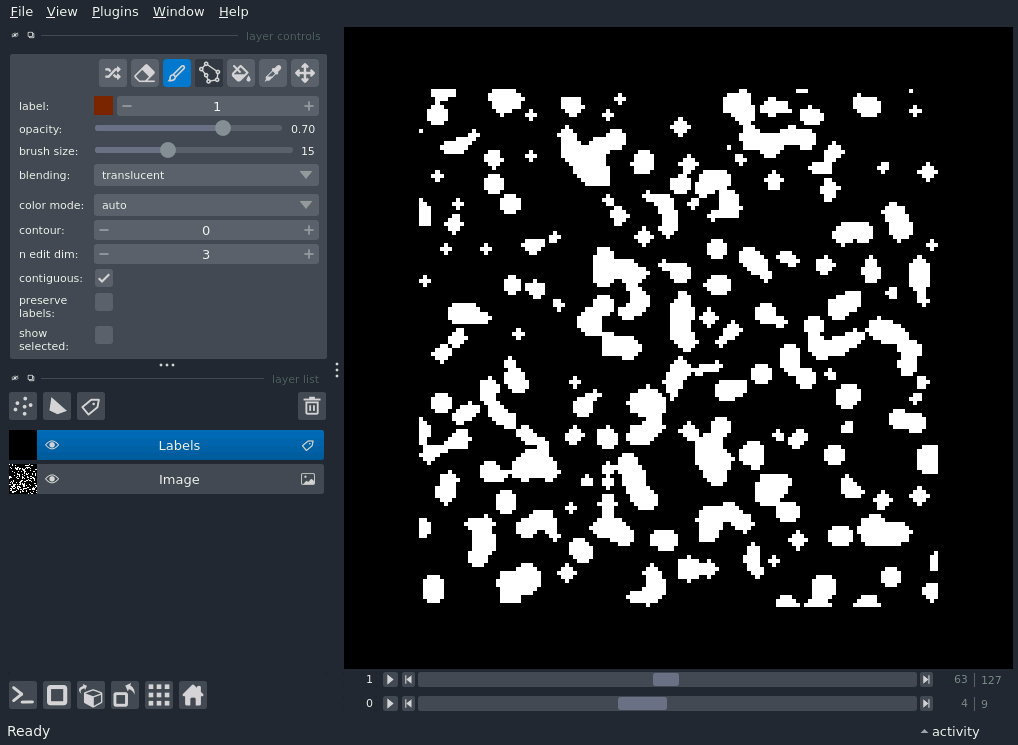 File View Plugins Window Help
layer controls
label: 1
opacity: 0.70
brush size: 15
blending: translucent
color mode: auto
contour: 0
n edit dim: 3
contiguous:
preserve
labels:
show
selected:
layer list
Labels
Image
1 63 127
0 4 9
Ready activity